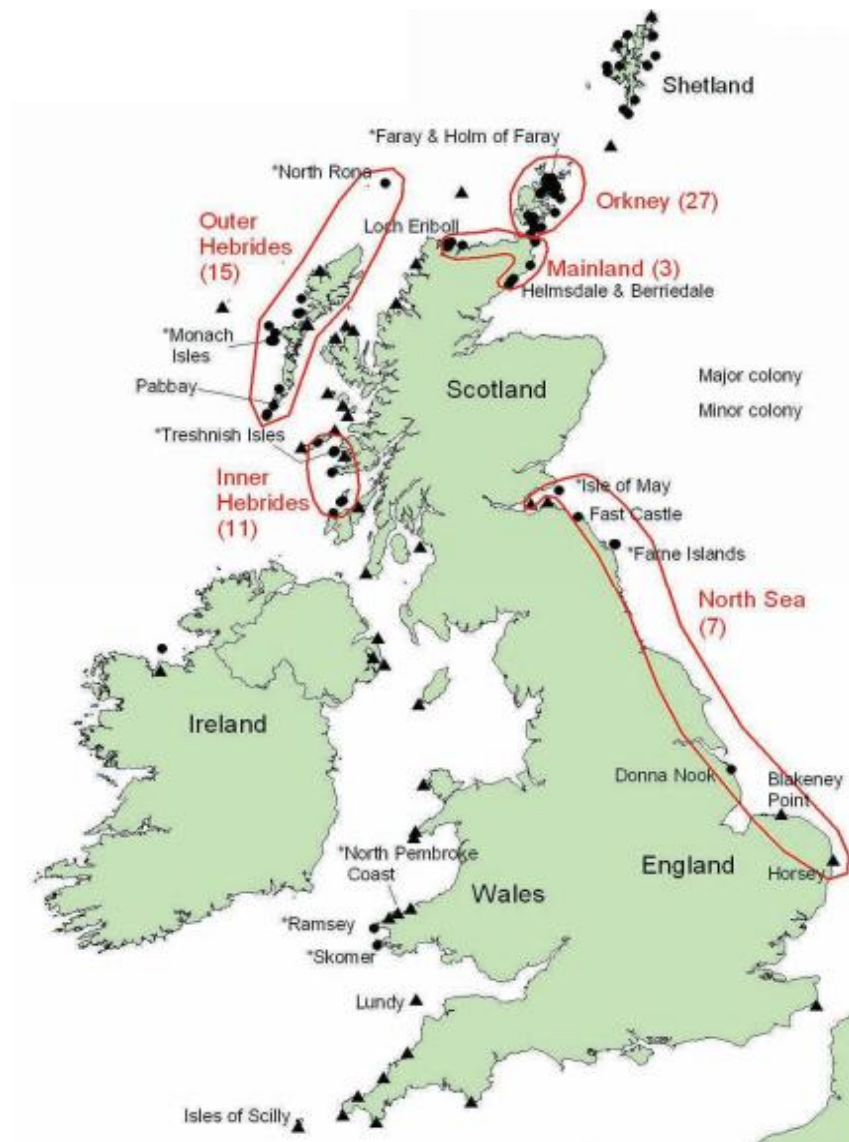 Shetland
*Faray & Holm of Faray
*North Rona
Orkney (27)
Outer
Hebrides
(15)
Loch Eriboll
Mainland (3)
Helmsdale & Berriedale
*Monach
Isles
Pabbay
Scotland
Major colony
Minor colony
*Treshnish Isles
Inner
Hebrides
(11)
*Isle of May
Fast Castle
*Farne Islands
North Sea
(7)
Ireland
Donna Nook
Blakeney
Point
*North Pembroke
Coast
England
Horsey
Wales
*Ramsey
*Skomer
Lundy
Isles of Scilly